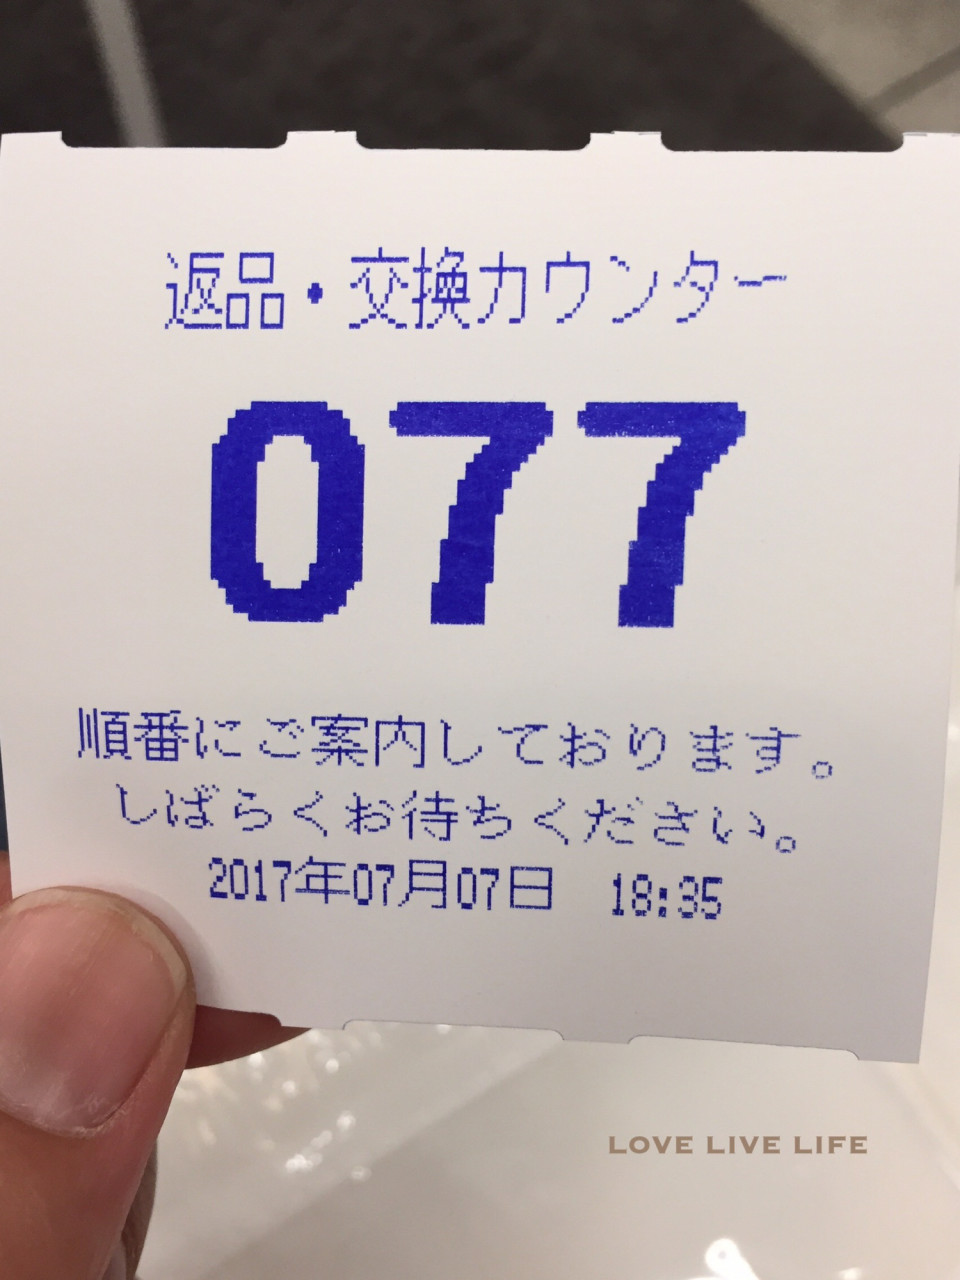 返品・交換カウンター
077
順番にご案内しております。
しばらくお待ちください。
2017年07月07日 18:35
LOVE LIVE LIFE